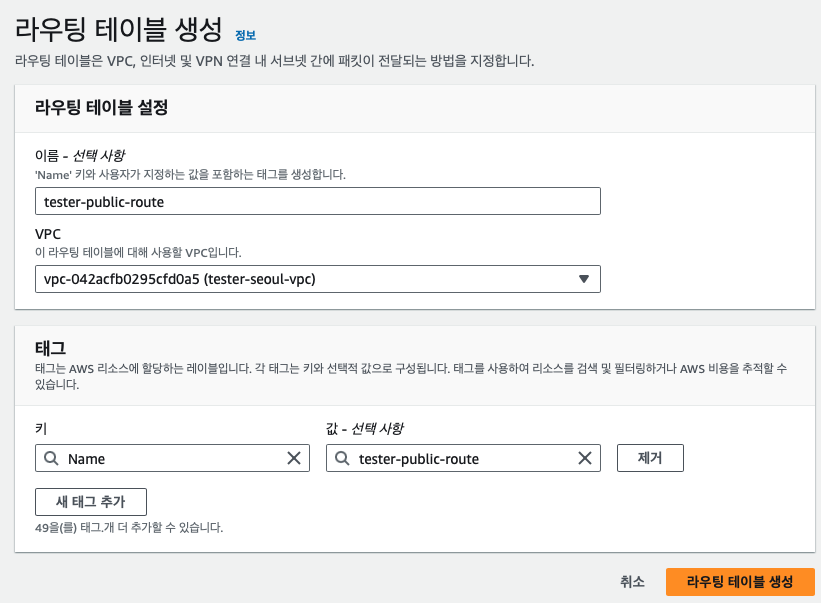 라우팅 테이블 생성 정보
라우팅 테이블은 VPC, 인터넷 및 VPN 연결 내 서브넷 간에 패킷이 전달되는 방법을 지정합니다.
라우팅 테이블 설정
이름 - 선택 사항
'Name' 키와 사용자가 지정하는 값을 포함하는 태그를 생성합니다.
tester-public-route
VPC
이 라우팅 테이블에 대해 사용할 VPC입니다.
vpc-042acfb0295cfd0a5 (tester-seoul-vpc)
태그
태그는 AWS 리소스에 할당하는 레이블입니다. 각 태그는 키와 선택적 값으로 구성됩니다. 태그를 사용하여 리소스를 검색 및 필터링하거나 AWS 비용을 추적할 수
있습니다.
키 값 - 선택 사항
Name tester-public-route 제거
새 태그 추가
49을(를) 태그.개 더 추가할 수 있습니다.
취소 라우팅 테이블 생성